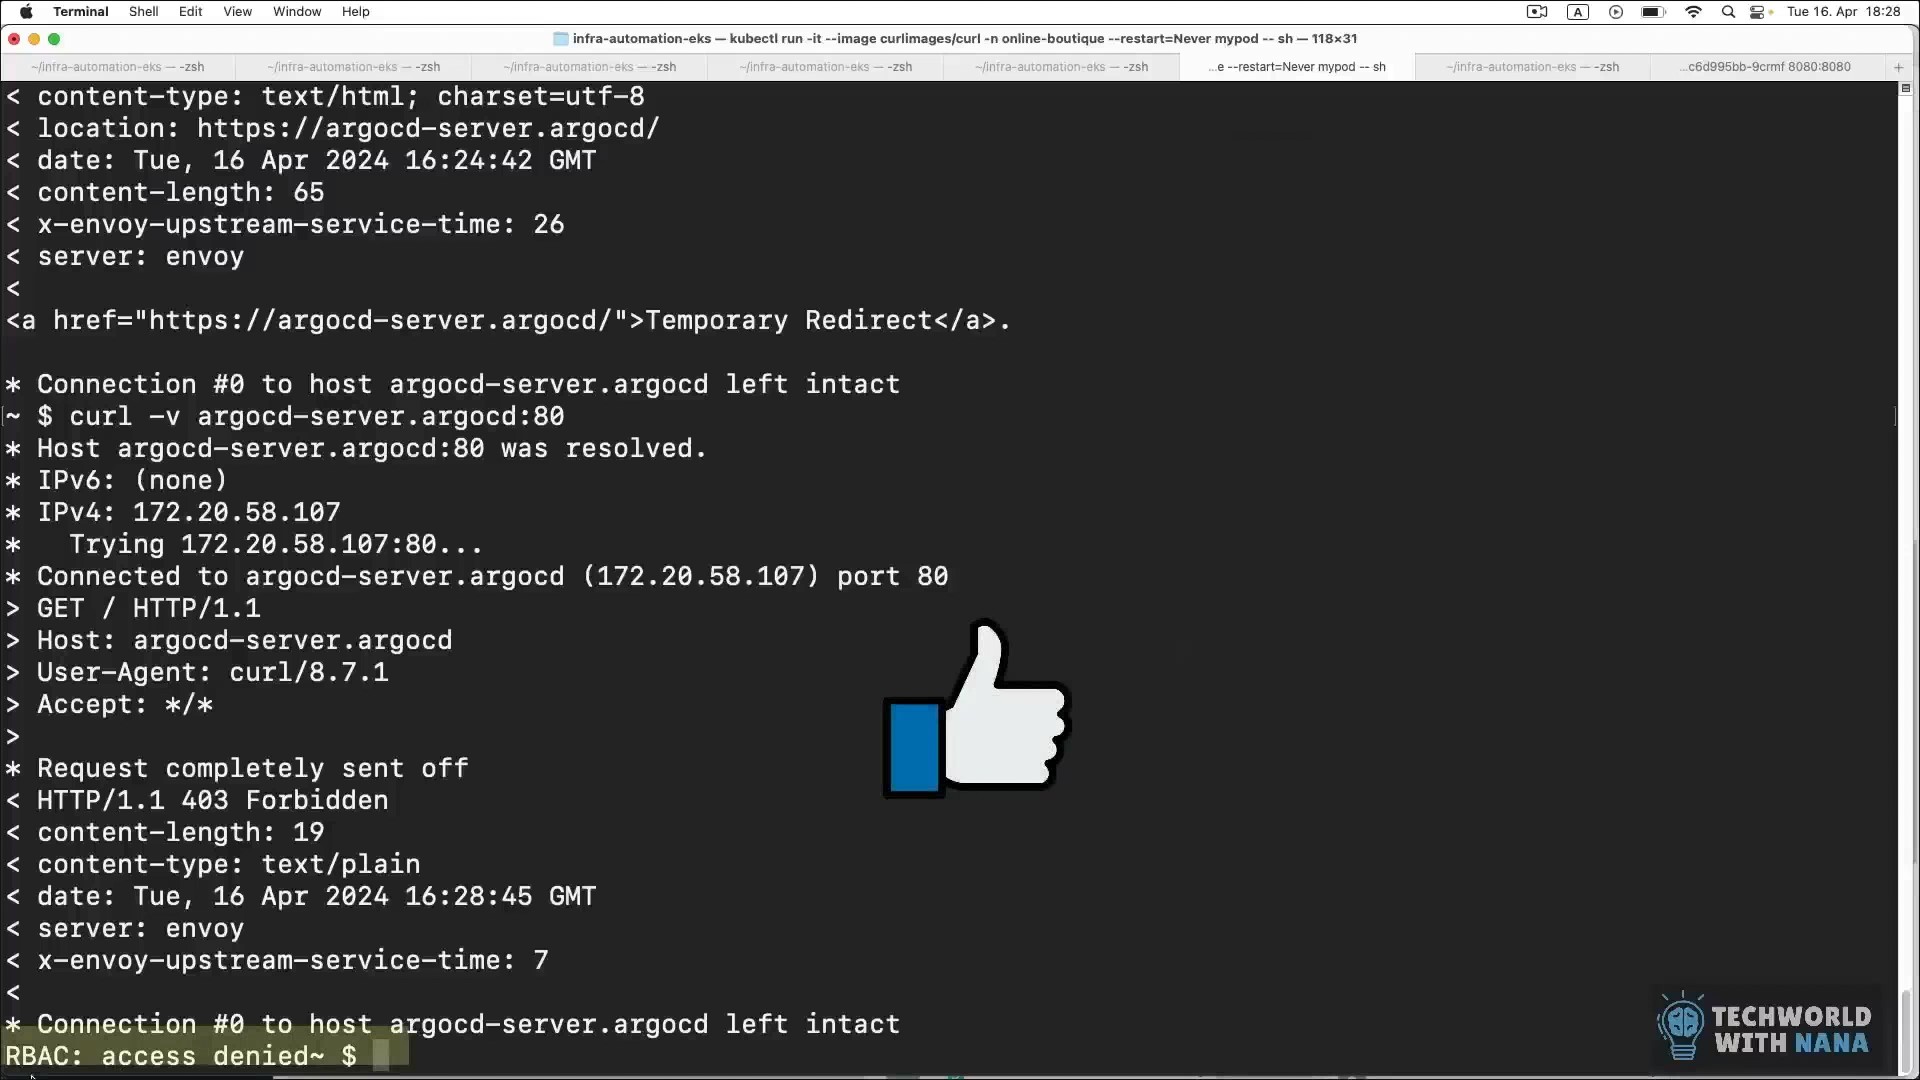 Terminal Shell Edit View Window Help A Tue 16. Apr 18:28
infra-automation-eks — kubectl run -it --image curlimages/curl -n online-boutique --restart=Never mypod -- sh — 118×31
~/infra-automation-eks — -zsh ~/infra-automation-eks — -zsh ~/infra-automation-eks — -zsh ~/infra-automation-eks — -zsh ~/infra-automation-eks — -zsh ...e --restart=Never mypod -- sh ~/infra-automation-eks — -zsh ...c6d995bb-9crmf 8080:8080 +
< content-type: text/html; charset=utf-8
< location: https://argocd-server.argocd/
< date: Tue, 16 Apr 2024 16:24:42 GMT
< content-length: 65
< x-envoy-upstream-service-time: 26
< server: envoy
<
<a href="https://argocd-server.argocd/">Temporary Redirect</a>.
* Connection #0 to host argocd-server.argocd left intact
~ $ curl -v argocd-server.argocd:80
* Host argocd-server.argocd:80 was resolved.
* IPv6: (none)
* IPv4: 172.20.58.107
*   Trying 172.20.58.107:80...
* Connected to argocd-server.argocd (172.20.58.107) port 80
> GET / HTTP/1.1
> Host: argocd-server.argocd
> User-Agent: curl/8.7.1
> Accept: */*
>
* Request completely sent off
< HTTP/1.1 403 Forbidden
< content-length: 19
< content-type: text/plain
< date: Tue, 16 Apr 2024 16:28:45 GMT
< server: envoy
< x-envoy-upstream-service-time: 7
<
* Connection #0 to host argocd-server.argocd left intact
RBAC: access denied~ $
TECHWORLD
WITH NANA